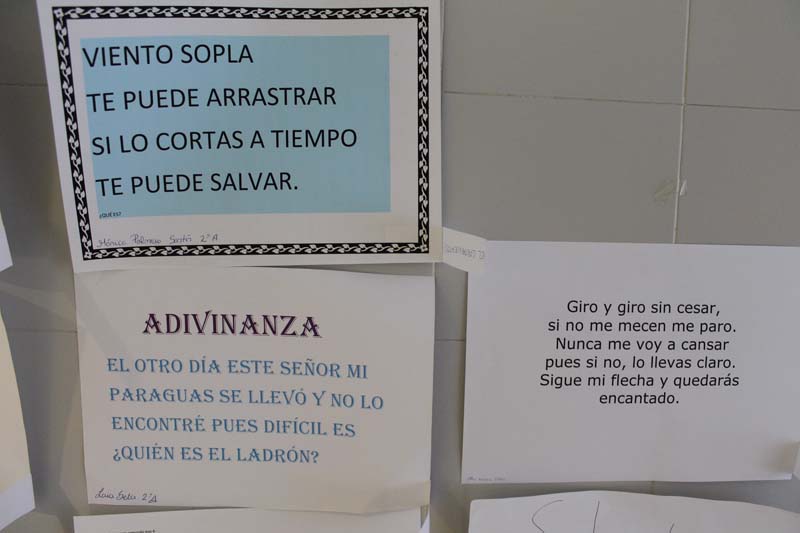 VIENTO SOPLA
TE PUEDE ARRASTRAR
SI LO CORTAS A TIEMPO
TE PUEDE SALVAR.
¿QUÉ ES?
Mónica 2ºA
ADIVINANZA
EL OTRO DÍA ESTE SEÑOR MI
PARAGUAS SE LLEVÓ Y NO LO
ENCONTRÉ PUES DIFÍCIL ES
¿QUIÉN ES EL LADRÓN?
2ºA
Giro y giro sin cesar,
si no me mecen me paro.
Nunca me voy a cansar
pues si no, lo llevas claro.
Sigue mi flecha y quedarás
encantado.